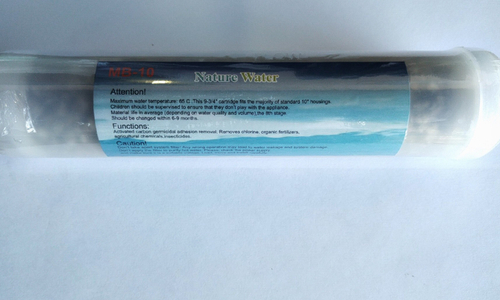 Nature Water
Attention!
Maximum water temperature: 65 C .This 9-3/4" cartridge fits the majority of standard 10" housings.
Children should be supervised to ensure that they don't play with the appliance.
Material life in average (depending on water quality and volume):the 6th stage
Should be changed within 6-9 months.
Functions:
Activated carbon germicidal adhesion removal. Removes chlorine, organic fertilizers,
agricultural chemicals,insecticides.
Caution!